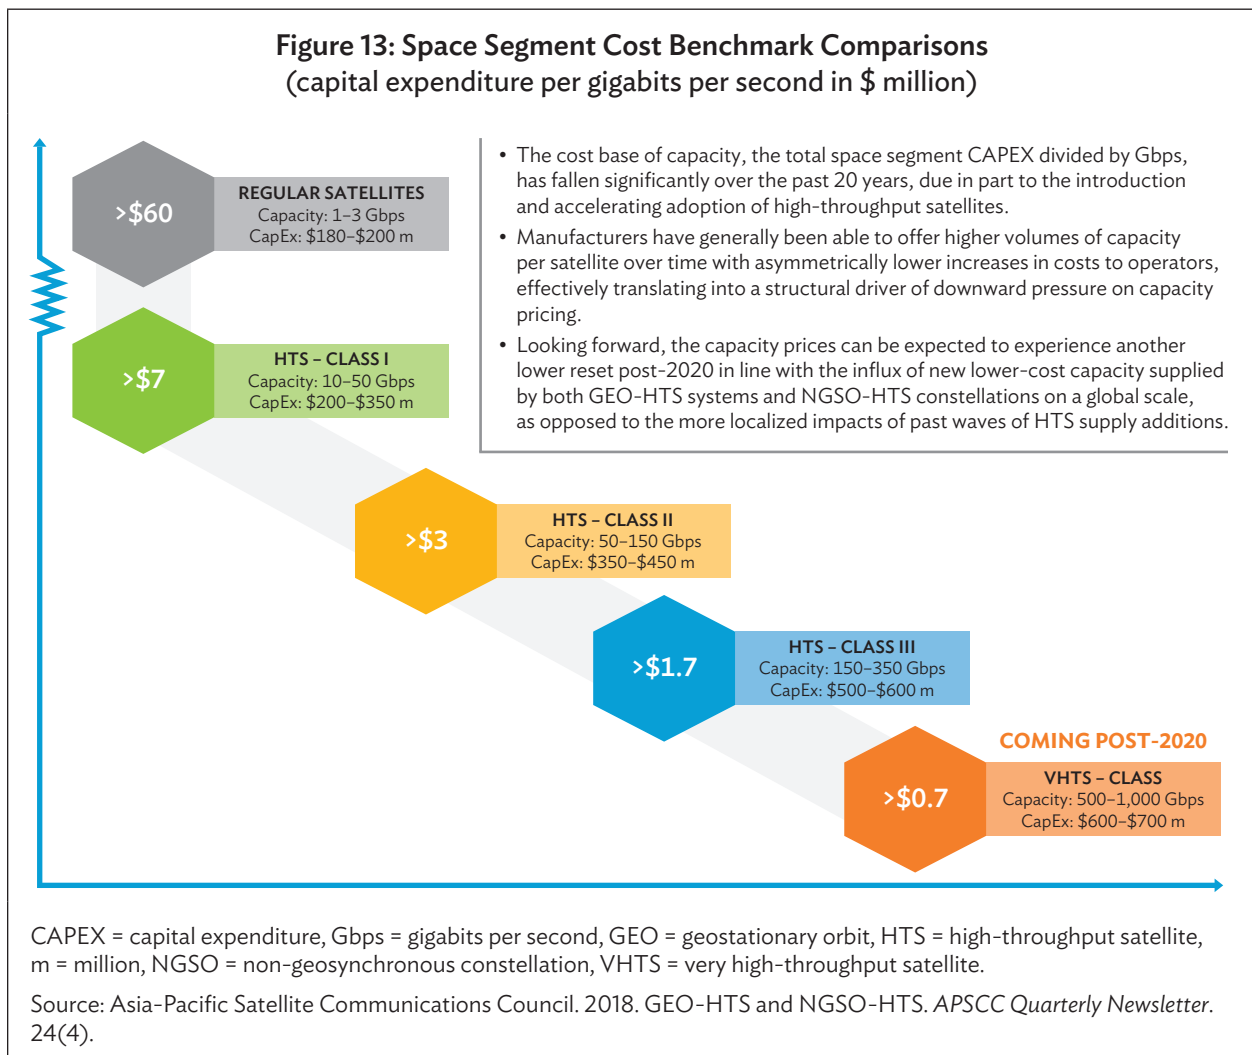 Figure 13: Space Segment Cost Benchmark Comparisons
(capital expenditure per gigabits per second in $ million)
>$60
REGULAR SATELLITES
Capacity: 1–3 Gbps
CapEx: $180–$200 m
• The cost base of capacity, the total space segment CAPEX divided by Gbps,
has fallen significantly over the past 20 years, due in part to the introduction
and accelerating adoption of high-throughput satellites.
• Manufacturers have generally been able to offer higher volumes of capacity
per satellite over time with asymmetrically lower increases in costs to operators,
effectively translating into a structural driver of downward pressure on capacity
pricing.
• Looking forward, the capacity prices can be expected to experience another
lower reset post-2020 in line with the influx of new lower-cost capacity supplied
by both GEO-HTS systems and NGSO-HTS constellations on a global scale,
as opposed to the more localized impacts of past waves of HTS supply additions.
>$7
HTS – CLASS I
Capacity: 10–50 Gbps
CapEx: $200–$350 m
>$3
HTS – CLASS II
Capacity: 50–150 Gbps
CapEx: $350–$450 m
>$1.7
HTS – CLASS III
Capacity: 150–350 Gbps
CapEx: $500–$600 m
COMING POST-2020
>$0.7
VHTS – CLASS
Capacity: 500–1,000 Gbps
CapEx: $600–$700 m
CAPEX = capital expenditure, Gbps = gigabits per second, GEO = geostationary orbit, HTS = high-throughput satellite,
m = million, NGSO = non-geosynchronous constellation, VHTS = very high-throughput satellite.
Source: Asia-Pacific Satellite Communications Council. 2018. GEO-HTS and NGSO-HTS. APSCC Quarterly Newsletter.
24(4).